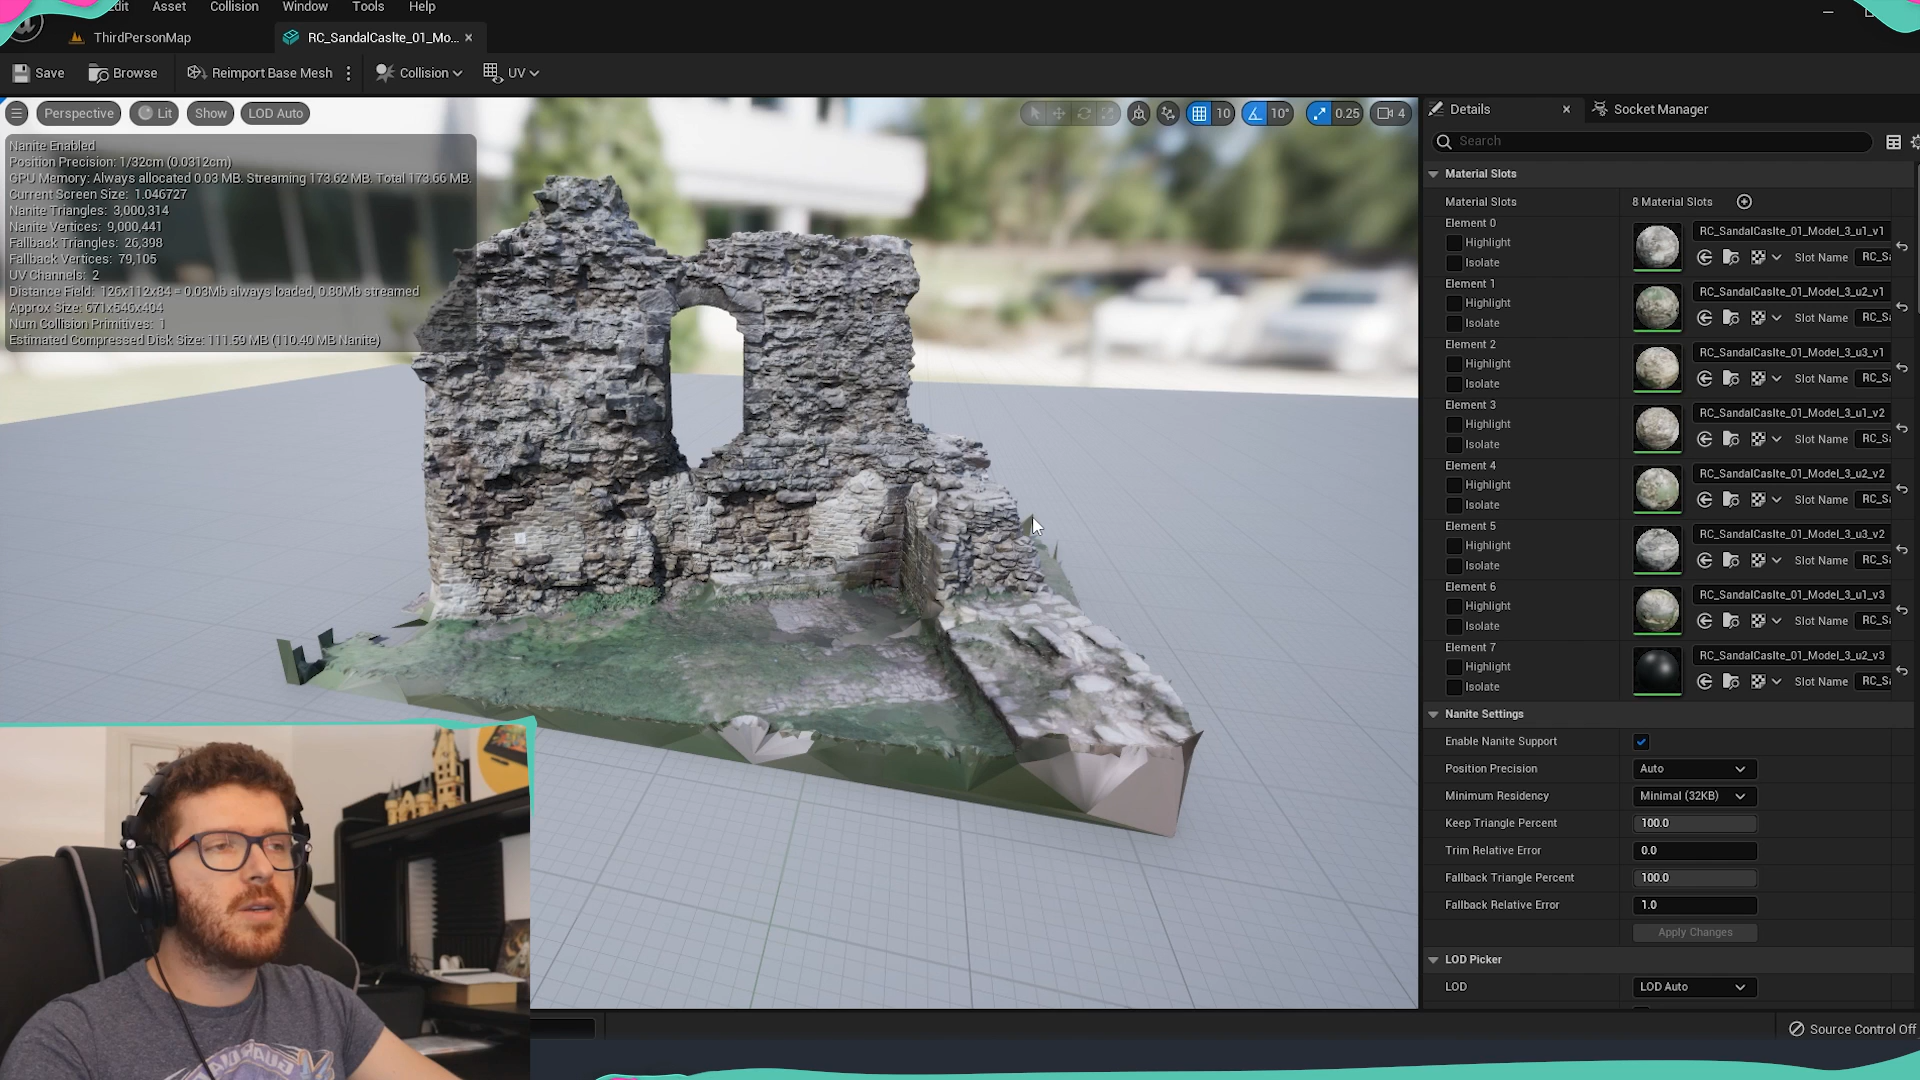 Edit Asset Collision Window Tools Help
ThirdPersonMap
RC_SandalCaslte_01_Mo...
Save Browse Reimport Base Mesh Collision UV
Perspective Lit Show LOD Auto
10 10° 0.25 4
Nanite Enabled
Position Precision: 1/32cm (0.0312cm)
GPU Memory: Always allocated 0.03 MB. Streaming 173.62 MB. Total 173.66 MB.
Current Screen Size: 1.046727
Nanite Triangles: 3,000,314
Nanite Vertices: 9,000,441
Fallback Triangles: 26,398
Fallback Vertices: 79,105
UV Channels: 2
Distance Field: 126x112x84 = 0.03Mb always loaded, 0.80Mb streamed
Approx Size: 671x546x404
Num Collision Primitives: 1
Estimated Compressed Disk Size: 111.59 MB (110.40 MB Nanite)
Details Socket Manager
Search
Material Slots
Material Slots 8 Material Slots
Element 0
Highlight
Isolate
RC_SandalCaslte_01_Model_3_u1_v1
Slot Name RC_S
Element 1
Highlight
Isolate
RC_SandalCaslte_01_Model_3_u2_v1
Slot Name RC_S
Element 2
Highlight
Isolate
RC_SandalCaslte_01_Model_3_u3_v1
Slot Name RC_S
Element 3
Highlight
Isolate
RC_SandalCaslte_01_Model_3_u1_v2
Slot Name RC_S
Element 4
Highlight
Isolate
RC_SandalCaslte_01_Model_3_u2_v2
Slot Name RC_S
Element 5
Highlight
Isolate
RC_SandalCaslte_01_Model_3_u3_v2
Slot Name RC_S
Element 6
Highlight
Isolate
RC_SandalCaslte_01_Model_3_u1_v3
Slot Name RC_S
Element 7
Highlight
Isolate
RC_SandalCaslte_01_Model_3_u2_v3
Slot Name RC_S
Nanite Settings
Enable Nanite Support
Position Precision Auto
Minimum Residency Minimal (32KB)
Keep Triangle Percent 100.0
Trim Relative Error 0.0
Fallback Triangle Percent 100.0
Fallback Relative Error 1.0
Apply Changes
LOD Picker
LOD LOD Auto
Source Control Off